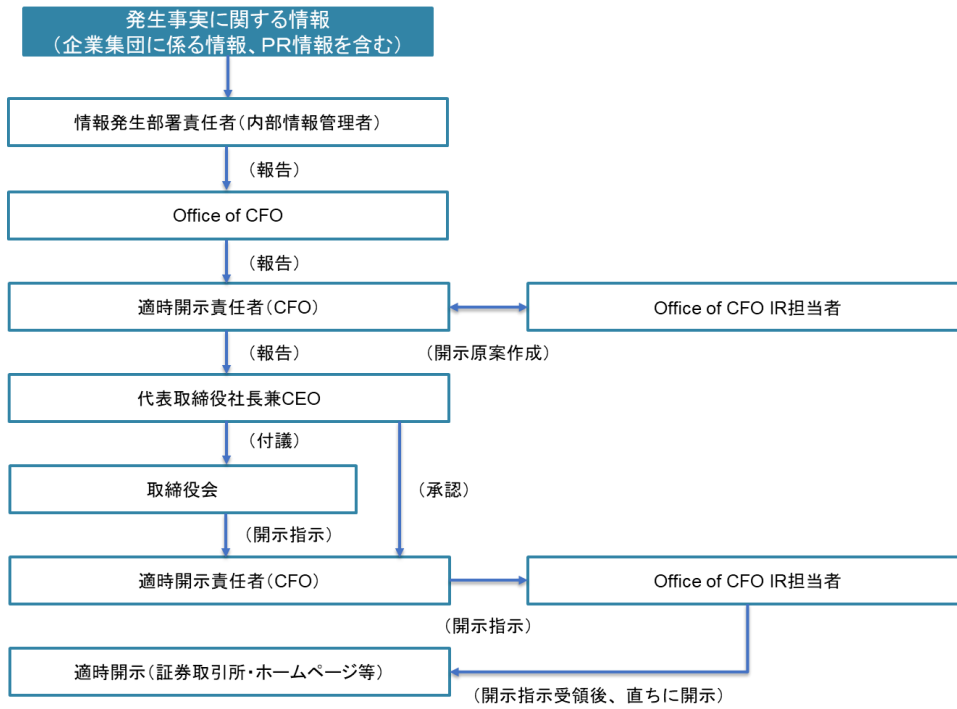 発生事実に関する情報
（企業集団に係る情報、PR情報を含む）
情報発生部署責任者（内部情報管理者）
（報告）
Office of CFO
（報告）
適時開示責任者（CFO）
Office of CFO IR担当者
（報告）
（開示原案作成）
代表取締役社長兼CEO
（付議）
取締役会
（承認）
（開示指示）
適時開示責任者（CFO）
Office of CFO IR担当者
（開示指示）
適時開示（証券取引所・ホームページ等）
（開示指示受領後、直ちに開示）